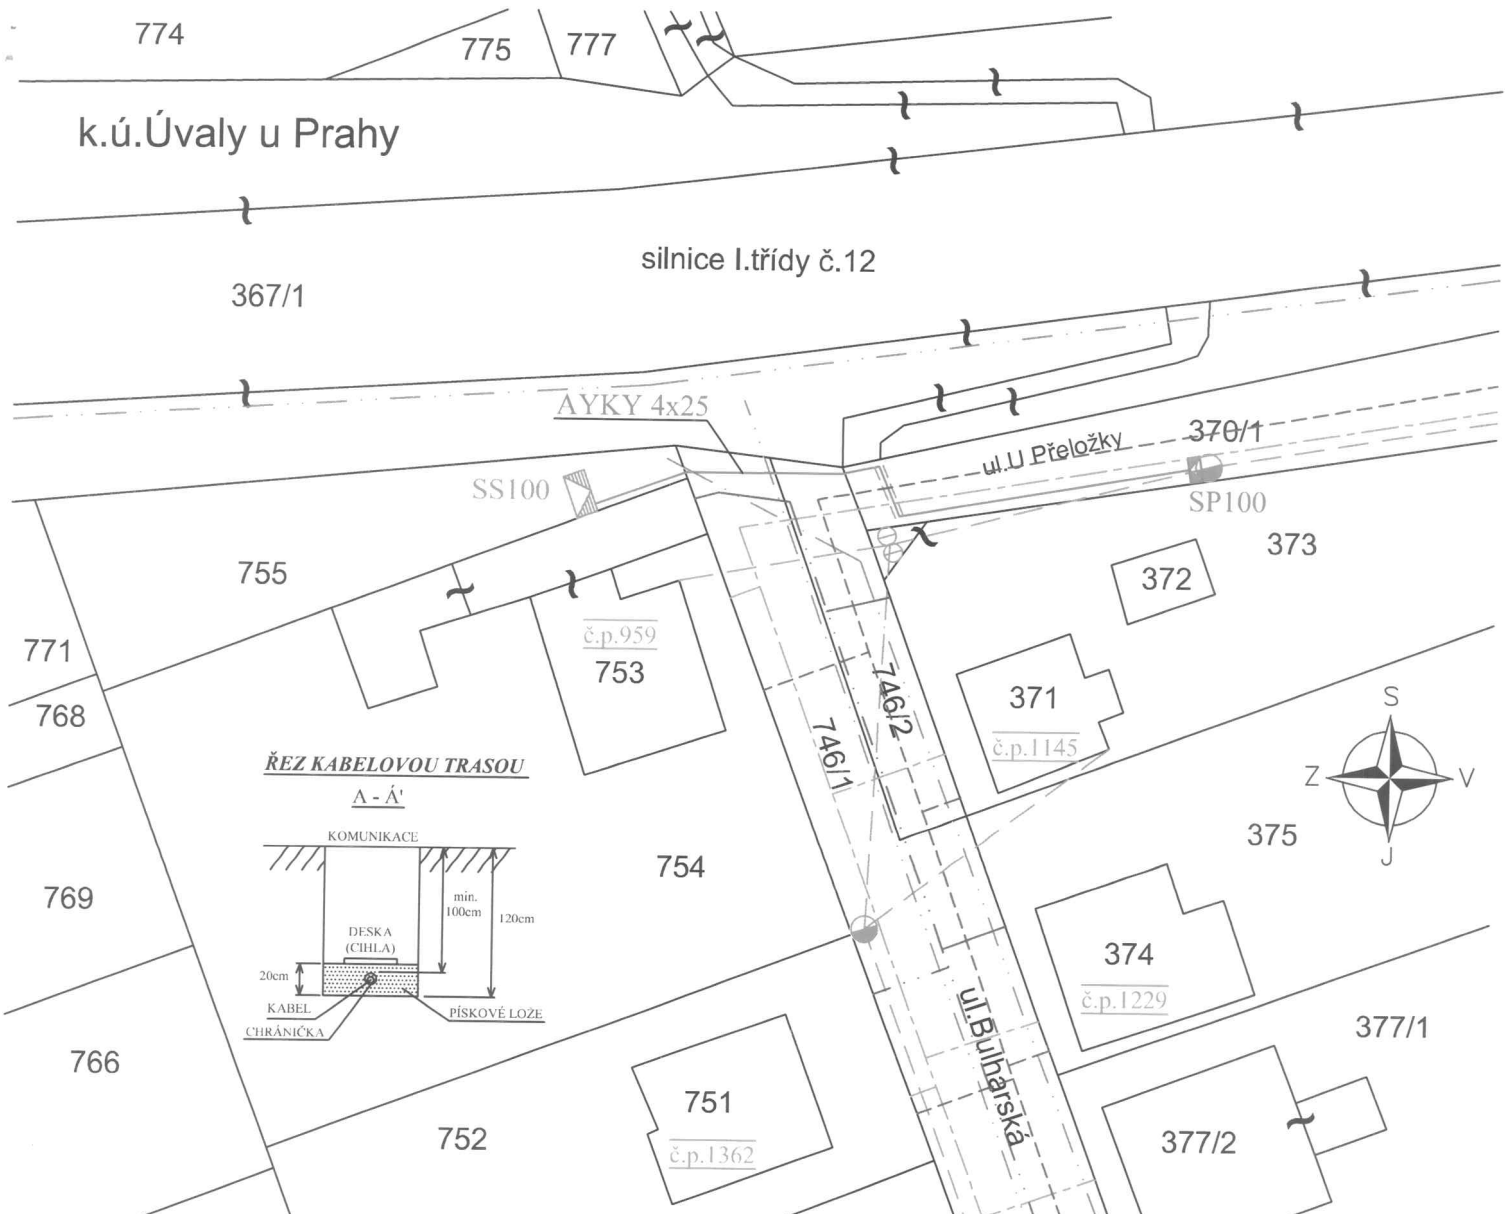 774
775
777
k.ú.Úvaly u Prahy
silnice I.třídy č.12
367/1
AYKY 4x25
370/1
ul.U Přeložky
SS100
SP100
373
755
372
č.p.959
771
753
371
746/2
S
768
746/1
č.p.1145
ŘEZ KABELOVOU TRASOU
Z
V
A - Á'
KOMUNIKACE
375
J
754
769
min.
100cm
120cm
DESKA
(CIHLA)
374
20cm
č.p.1229
KABEL
PÍSKOVÉ LOŽE
CHRÁNIČKA
ul.Bulharská
377/1
766
751
752
377/2
č.p.1362